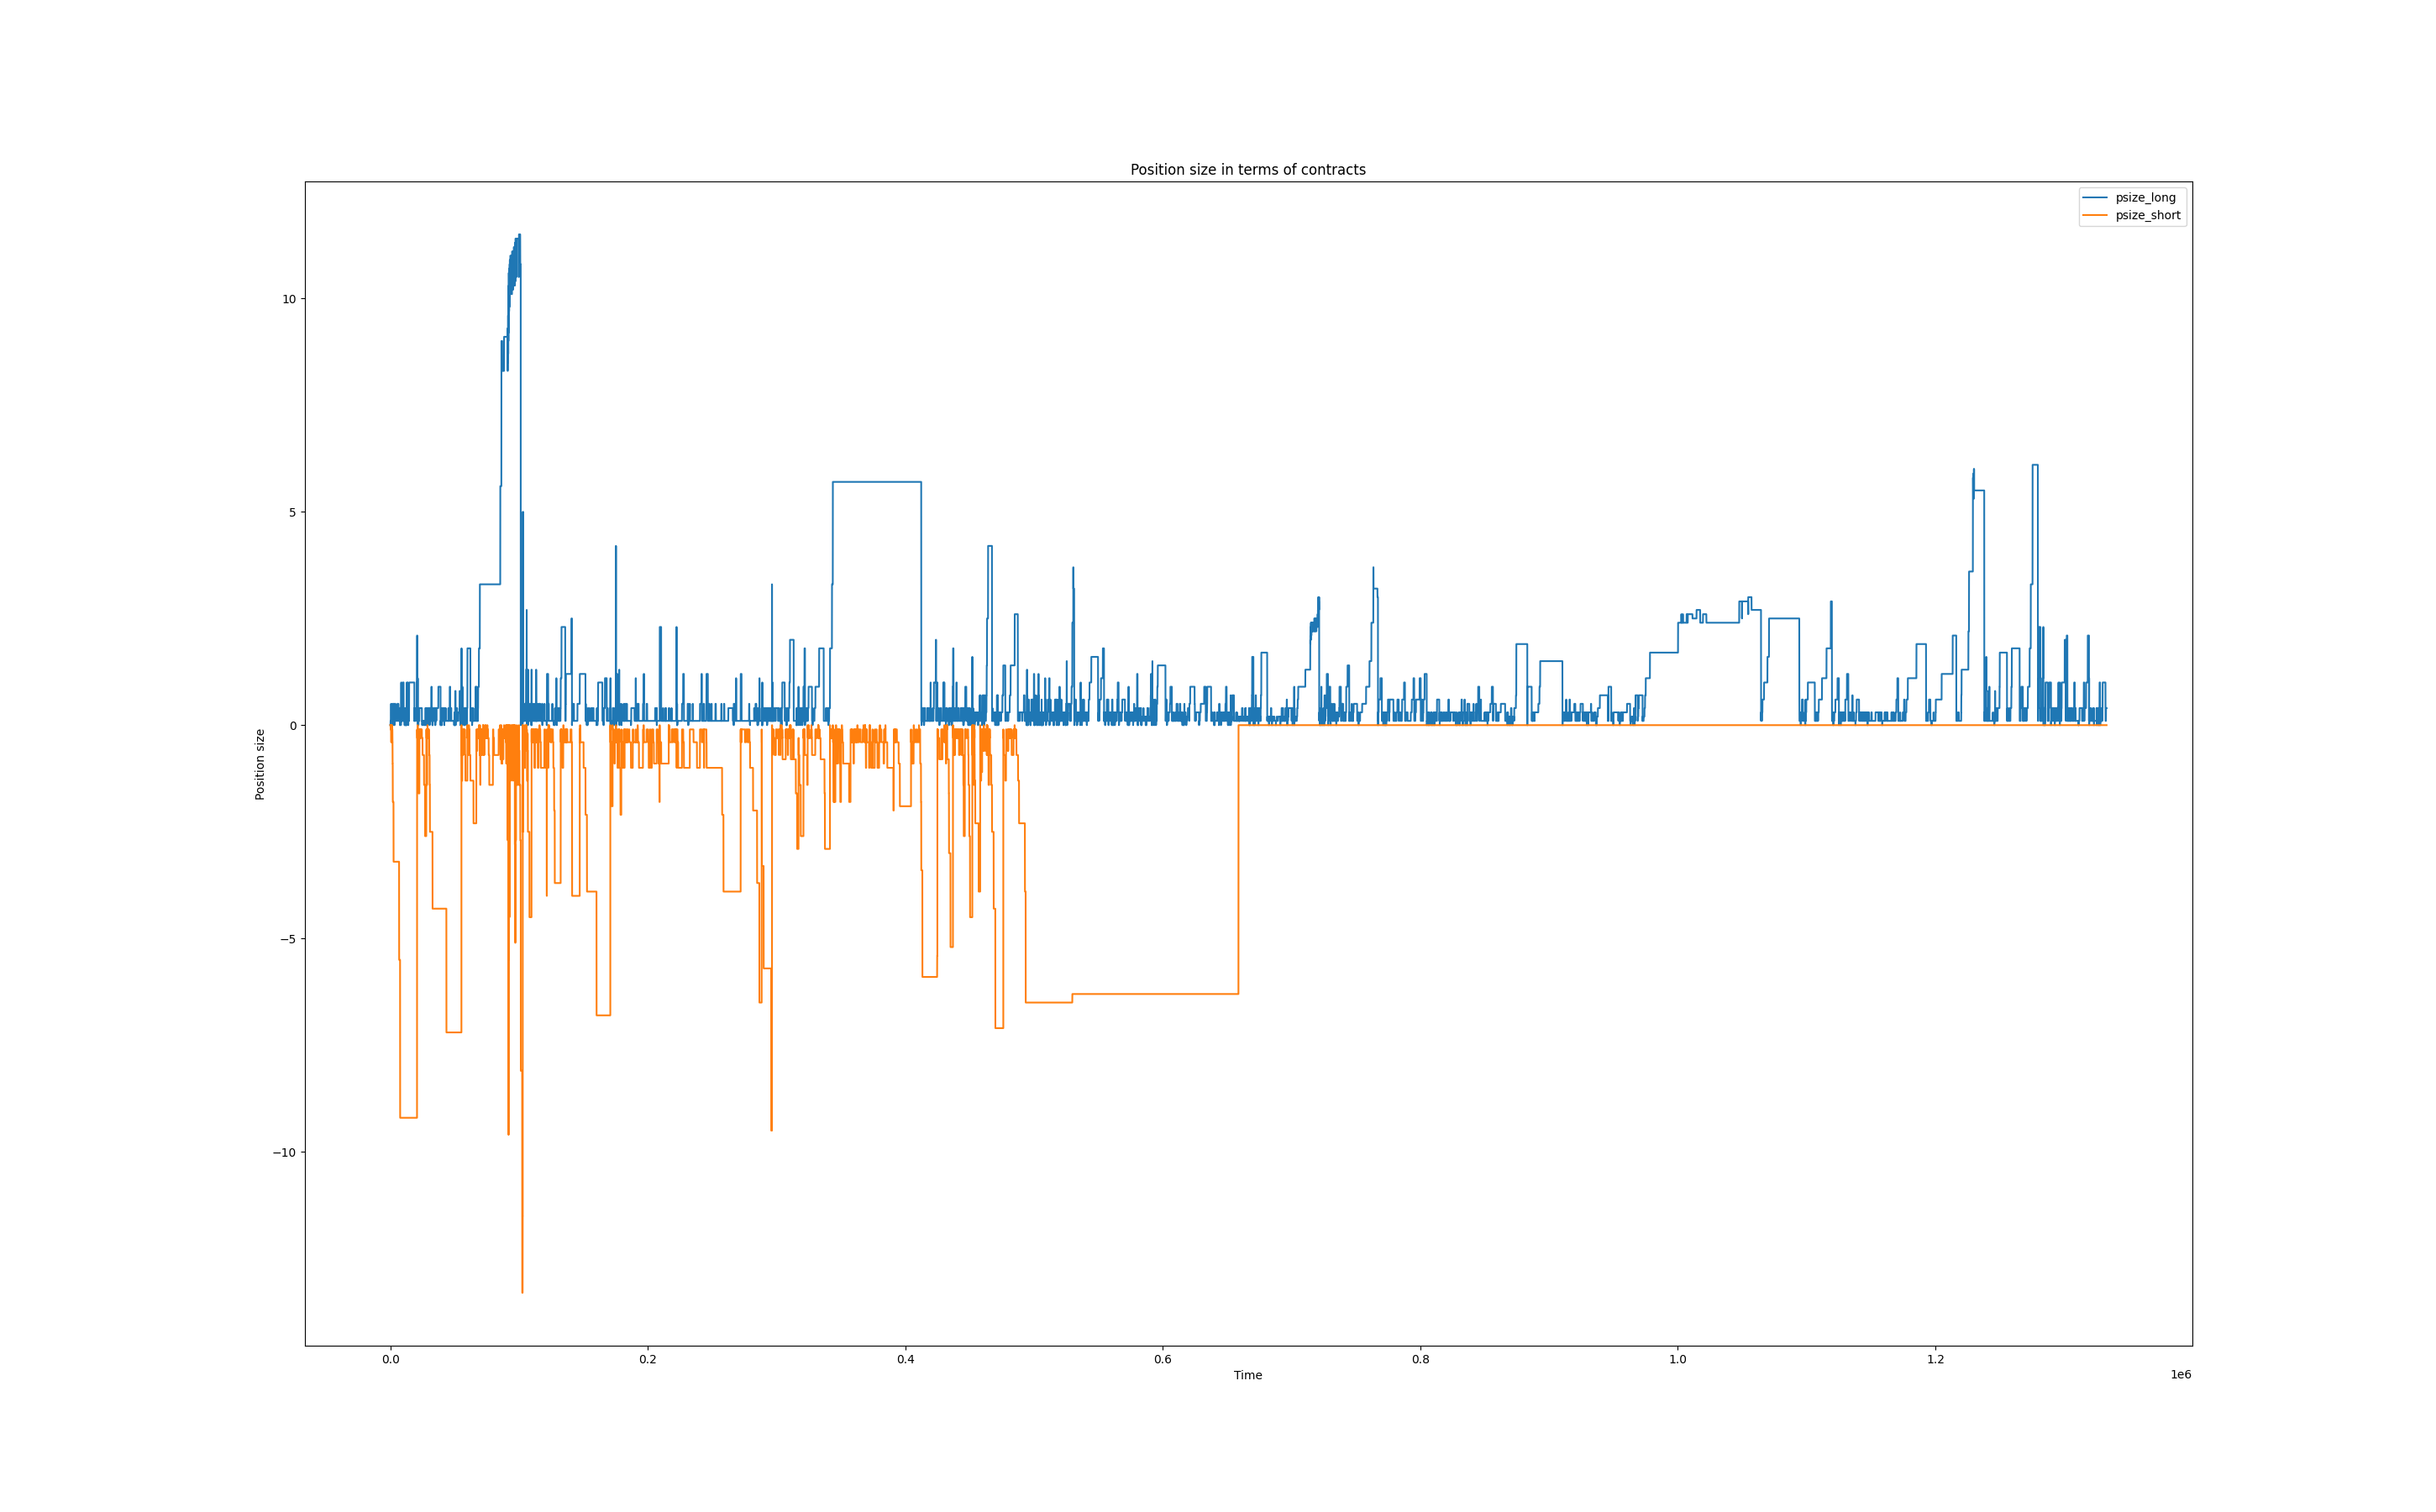 Position size in terms of contracts
psize_long
psize_short
Position size
10
5
0
−5
−10
0.0
0.2
0.4
0.6
0.8
1.0
1.2
1e6
Time